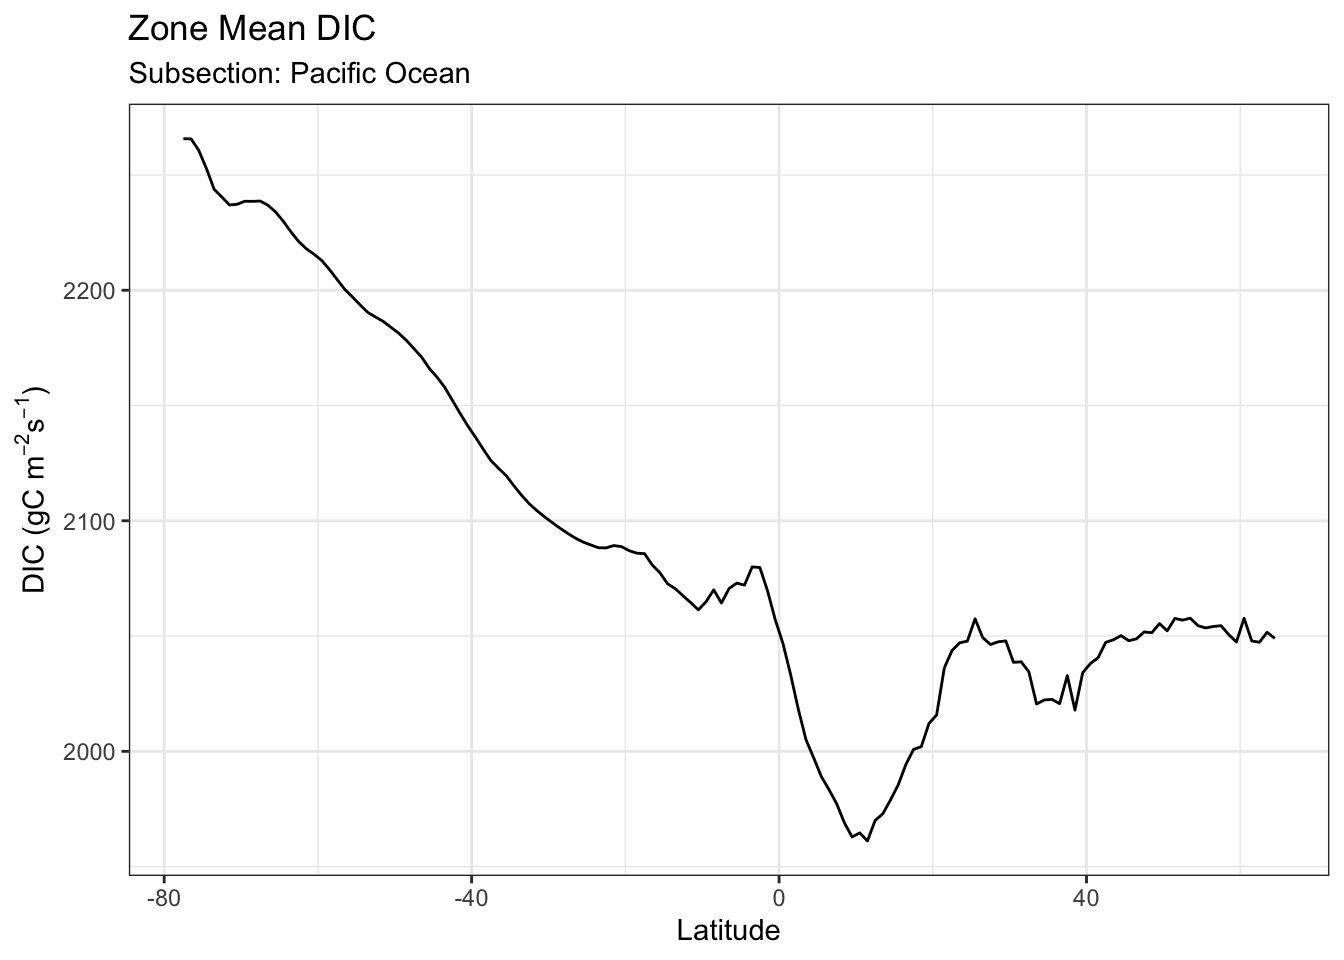 Zone Mean DIC
Subsection: Pacific Ocean
DIC (gC m⁻²s⁻¹)
2200
2100
2000
-80
-40
0
40
Latitude